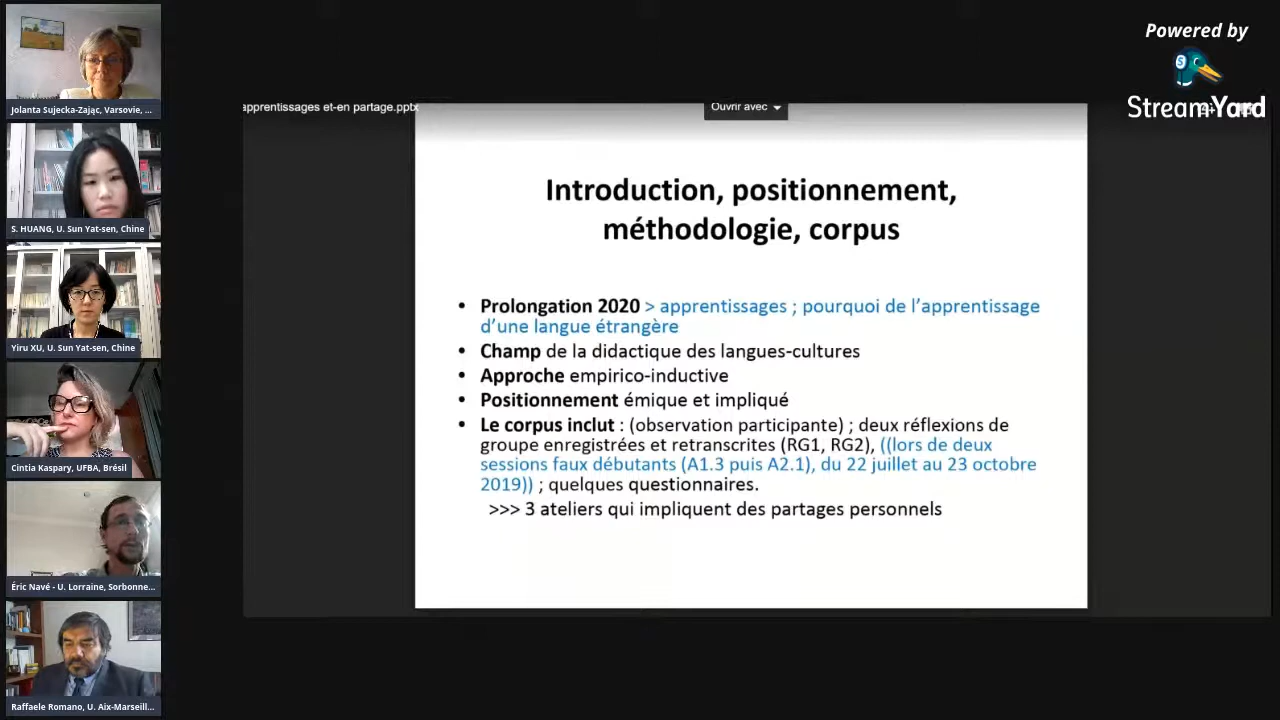 Powered by
StreamYard
apprentissages et-en partage.pptx
Ouvrir avec
Introduction, positionnement,
méthodologie, corpus
• Prolongation 2020 > apprentissages ; pourquoi de l’apprentissage
d’une langue étrangère
• Champ de la didactique des langues-cultures
• Approche empirico-inductive
• Positionnement émique et impliqué
• Le corpus inclut : (observation participante) ; deux réflexions de
groupe enregistrées et retranscrites (RG1, RG2), ((lors de deux
sessions faux débutants (A1.3 puis A2.1), du 22 juillet au 23 octobre
2019)) ; quelques questionnaires.
>>> 3 ateliers qui impliquent des partages personnels
Jolanta Sujecka-Zając, Varsovie, ...
S. HUANG, U. Sun Yat-sen, Chine
Yiru XU, U. Sun Yat-sen, Chine
Cintia Kaspary, UFBA, Brésil
Éric Navé - U. Lorraine, Sorbonne...
Raffaele Romano, U. Aix-Marseill...